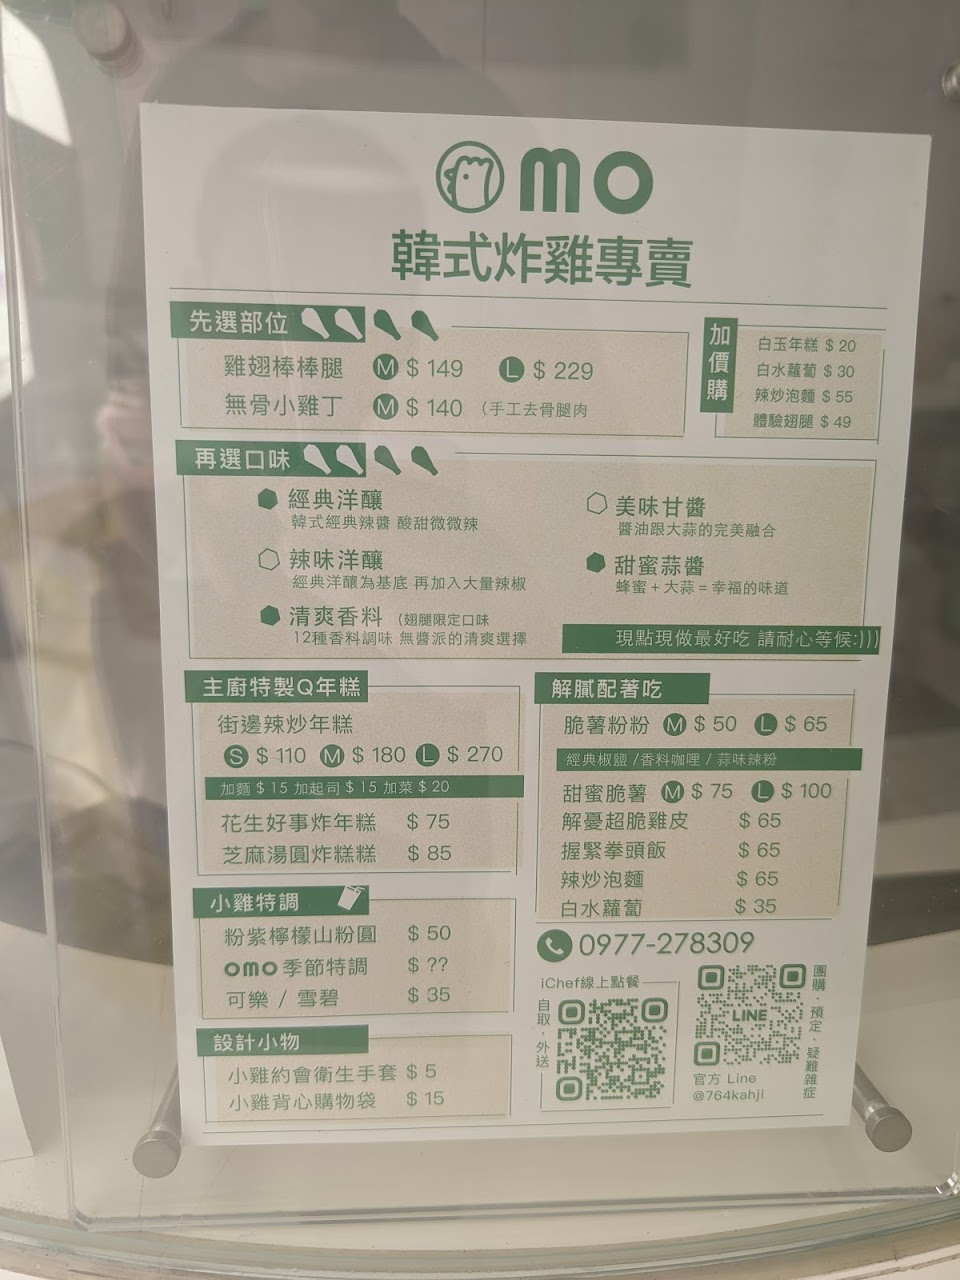 omo
韓式炸雞專賣
先選部位
雞翅棒棒腿 M $ 149 L $ 229
無骨小雞丁 M $ 140 (手工去骨腿肉
加價購
白玉年糕 $ 20
白水蘿蔔 $ 30
辣炒泡麵 $ 55
體驗翅腿 $ 49
再選口味
經典洋釀
韓式經典辣醬 酸甜微微辣
辣味洋釀
經典洋釀為基底 再加入大量辣椒
清爽香料 (翅腿限定口味
12種香料調味 無醬派的清爽選擇
美味甘醬
醬油跟大蒜的完美融合
甜蜜蒜醬
蜂蜜+大蒜=幸福的味道
現點現做最好吃 請耐心等候:)))
主廚特製Q年糕
街邊辣炒年糕
S $ 110 M $ 180 L $ 270
加麵 $ 15 加起司 $ 15 加菜 $ 20
花生好事炸年糕 $ 75
芝麻湯圓炸糕糕 $ 85
小雞特調
粉紫檸檬山粉圓 $ 50
omo 季節特調 $ ??
可樂 / 雪碧 $ 35
設計小物
小雞約會衛生手套 $ 5
小雞背心購物袋 $ 15
解膩配著吃
脆薯粉粉 M $ 50 L $ 65
經典椒鹽 /香料咖哩 / 蒜味辣粉
甜蜜脆薯 M $ 75 L $ 100
解憂超脆雞皮 $ 65
握緊拳頭飯 $ 65
辣炒泡麵 $ 65
白水蘿蔔 $ 35
0977-278309
iChef線上點餐
自取·外送
LINE
團購·預定·疑難雜症
官方 Line
@764kahji